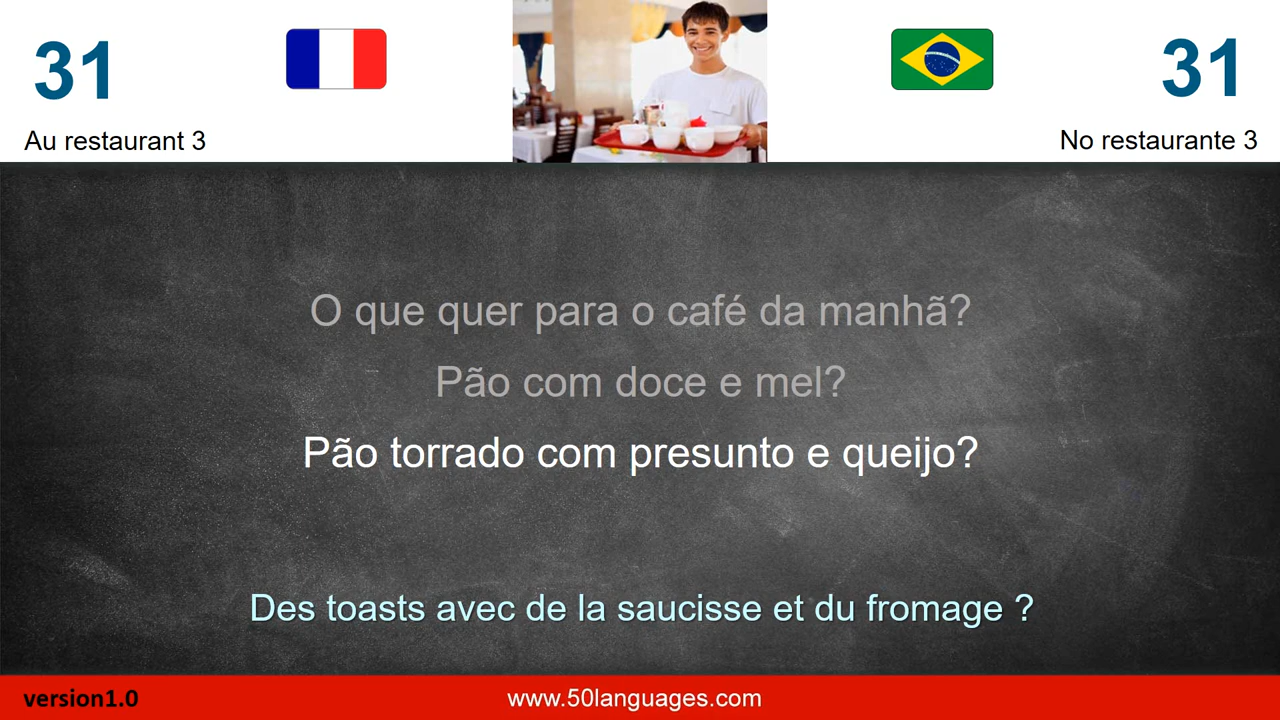 31
31
Au restaurant 3
No restaurante 3
O que quer para o café da manhã?
Pão com doce e mel?
Pão torrado com presunto e queijo?
Des toasts avec de la saucisse et du fromage ?
version1.0
www.50languages.com